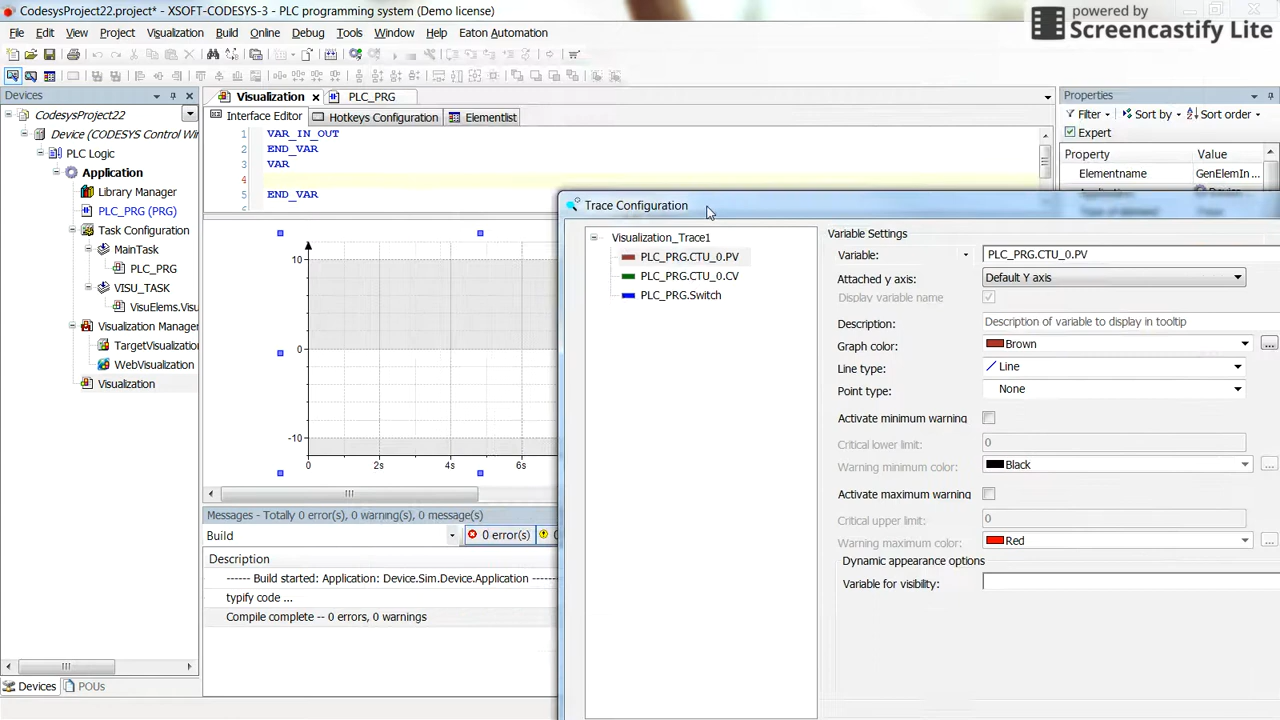 CodesysProject22.project* - XSOFT-CODESYS-3 - PLC programming system (Demo license)
powered by
Screencastify Lite
File Edit View Project Visualization Build Online Debug Tools Window Help Eaton Automation
Devices
CodesysProject22
Device (CODESYS Control Wir
PLC Logic
Application
Library Manager
PLC_PRG (PRG)
Task Configuration
MainTask
PLC_PRG
VISU_TASK
VisuElems.Visu
Visualization Manager
TargetVisualization
WebVisualization
Visualization
Devices POUs
Visualization PLC_PRG
Interface Editor Hotkeys Configuration Elementlist
1 VAR_IN_OUT
2 END_VAR
3 VAR
4
5 END_VAR
10
0
-10
0 2s 4s 6s
Messages - Totally 0 error(s), 0 warning(s), 0 message(s)
Build 0 error(s)
Description
------ Build started: Application: Device.Sim.Device.Application -------
typify code ...
Compile complete -- 0 errors, 0 warnings
Properties
Filter Sort by Sort order
Expert
Property Value
Elementname GenElemIn...
Trace Configuration
Visualization_Trace1
PLC_PRG.CTU_0.PV
PLC_PRG.CTU_0.CV
PLC_PRG.Switch
Variable Settings
Variable: PLC_PRG.CTU_0.PV
Attached y axis: Default Y axis
Display variable name
Description: Description of variable to display in tooltip
Graph color: Brown ...
Line type: Line
Point type: None
Activate minimum warning
Critical lower limit: 0
Warning minimum color: Black ...
Activate maximum warning
Critical upper limit: 0
Warning maximum color: Red ...
Dynamic appearance options
Variable for visibility: